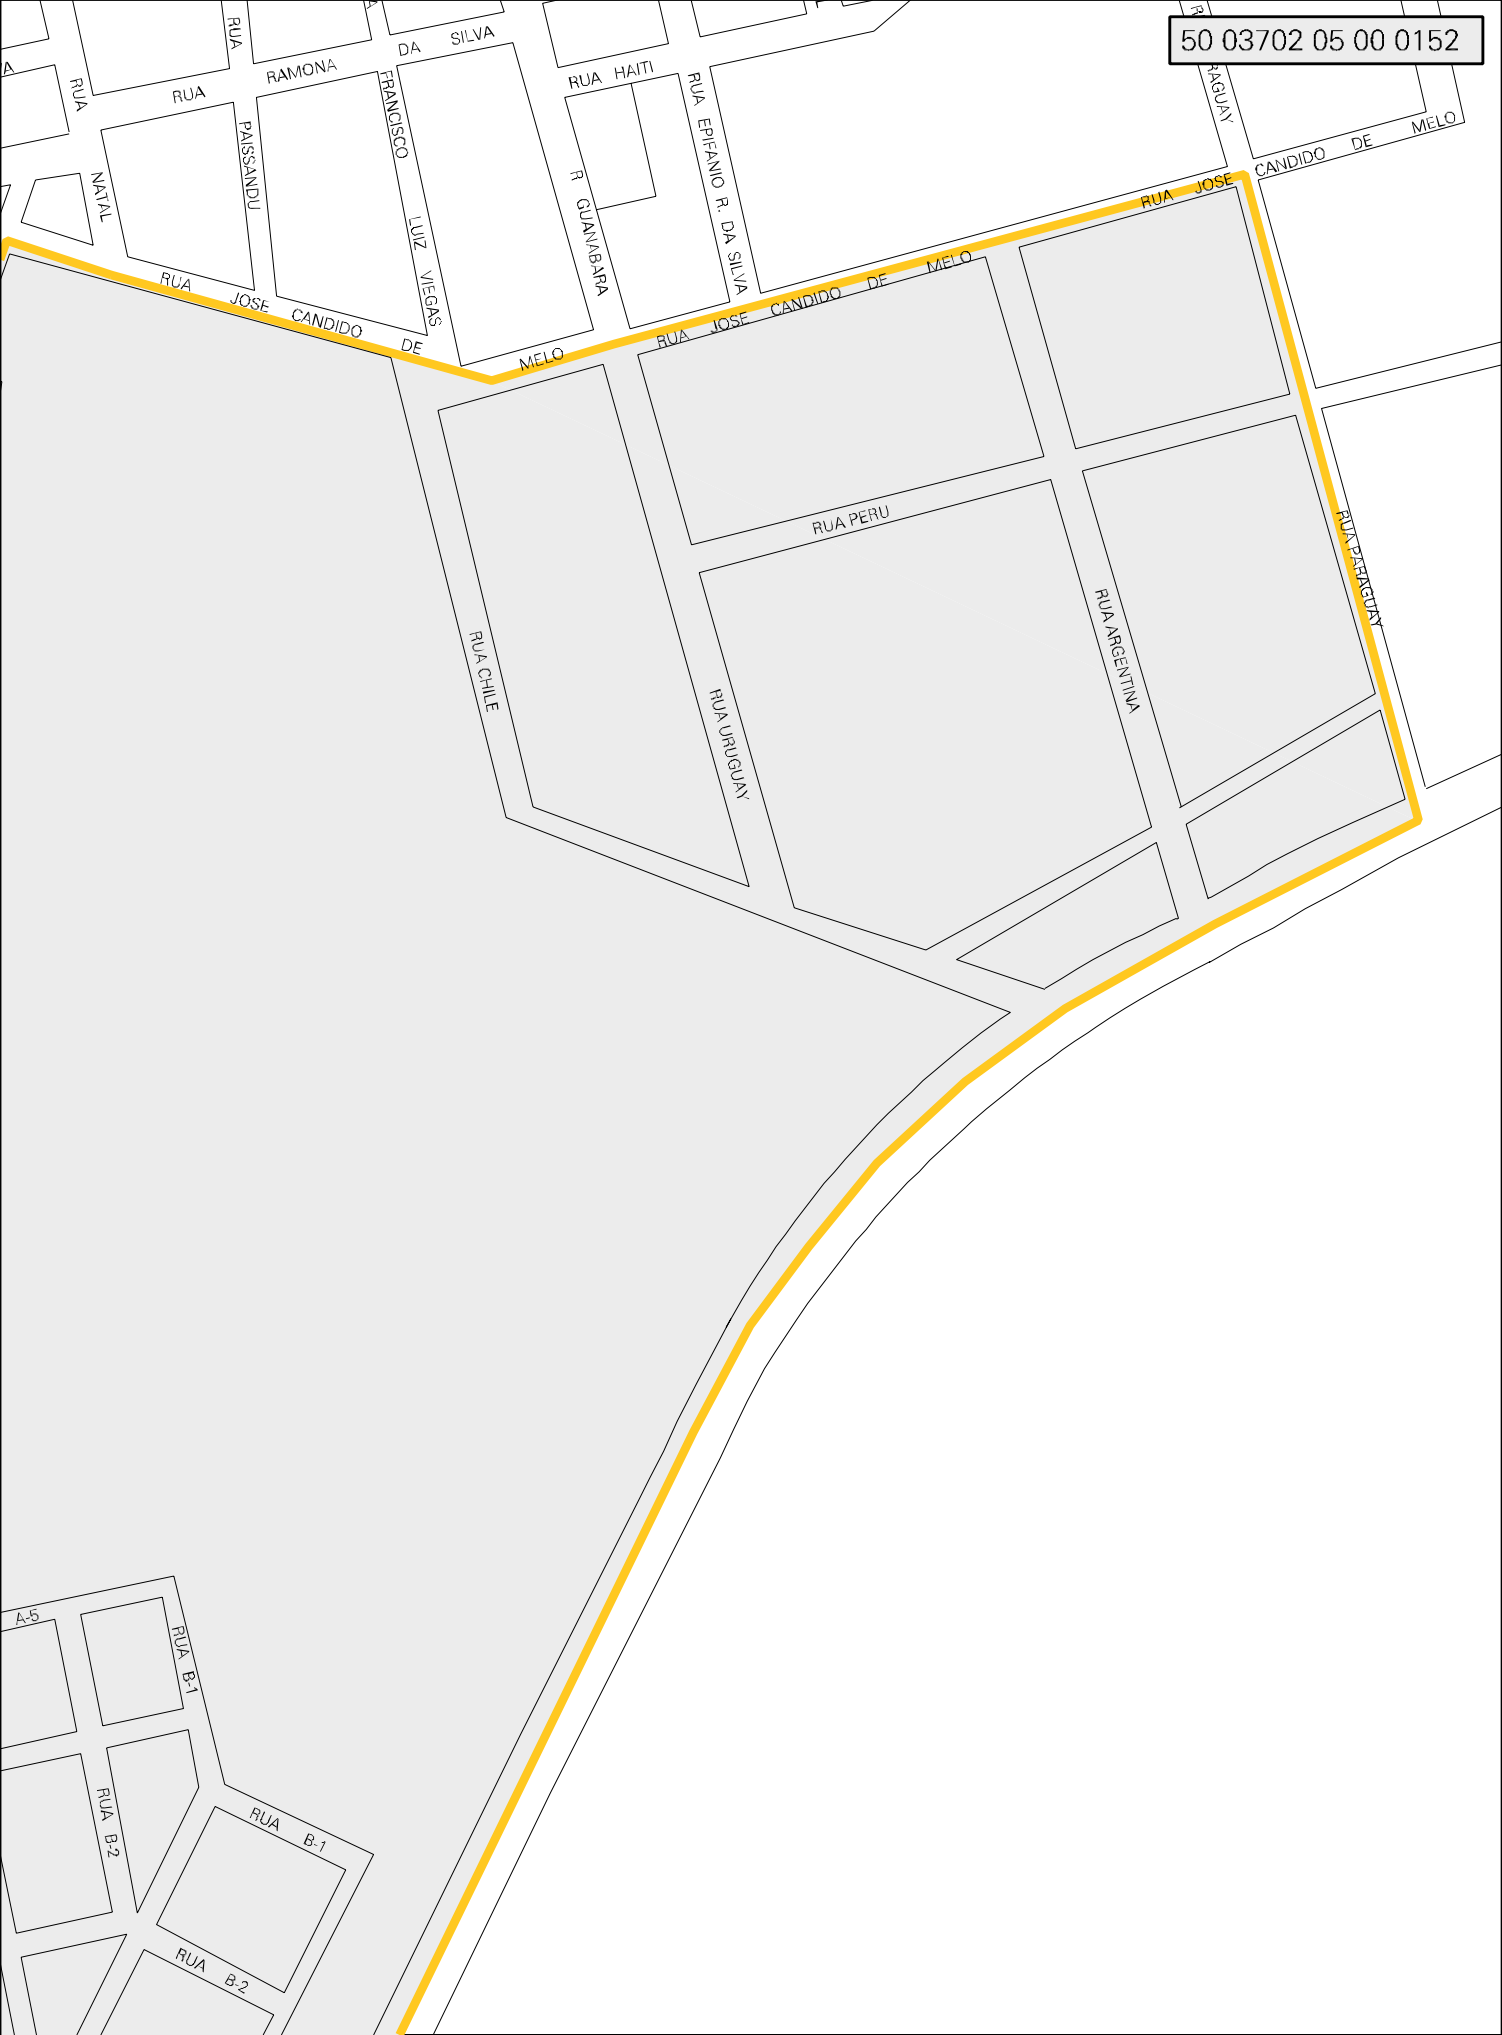 50 03702 05 00 0152
RUA
RUA NATAL
RUA RAMONA DA SILVA
PAISSANDU
FRANCISCO LUIZ VIEGAS
RUA HAITI
R GUANABARA
RUA EPIFANIO R. DA SILVA
RAGUAY
RUA JOSE CANDIDO DE MELO
RUA JOSE CANDIDO DE MELO
RUA JOSE CANDIDO DE MELO
RUA PERU
RUA PARAGUAY
RUA CHILE
RUA URUGUAY
RUA ARGENTINA
A-5
RUA B-1
RUA B-2
RUA B-1
RUA B-2